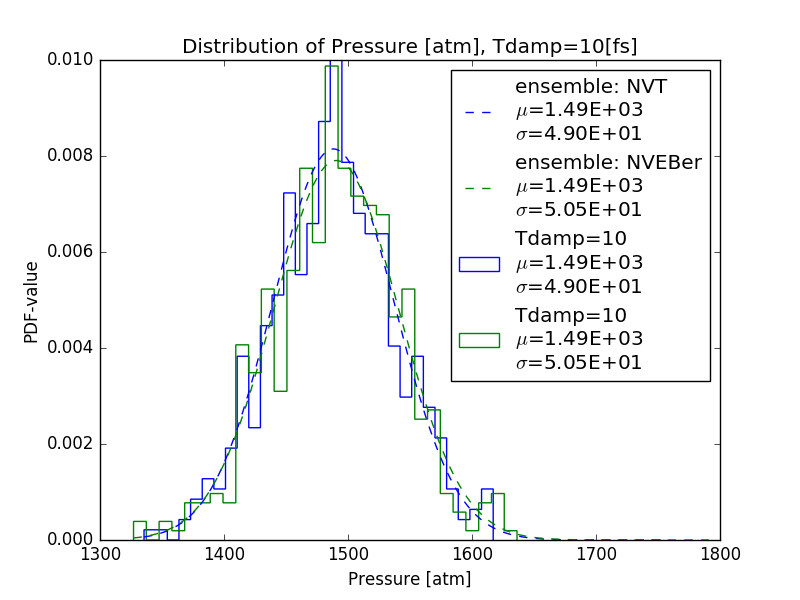 Distribution of Pressure [atm], Tdamp=10[fs]
0.010
0.008
0.006
0.004
0.002
0.000
PDF-value
ensemble: NVT
μ=1.49E+03
σ=4.90E+01
ensemble: NVEBer
μ=1.49E+03
σ=5.05E+01
Tdamp=10
μ=1.49E+03
σ=4.90E+01
Tdamp=10
μ=1.49E+03
σ=5.05E+01
1300 1400 1500 1600 1700 1800
Pressure [atm]